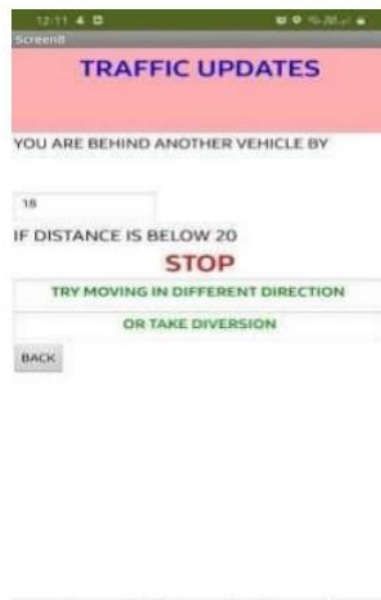 12:11
Screen8
TRAFFIC UPDATES
YOU ARE BEHIND ANOTHER VEHICLE BY
18
IF DISTANCE IS BELOW 20
STOP
TRY MOVING IN DIFFERENT DIRECTION
OR TAKE DIVERSION
BACK